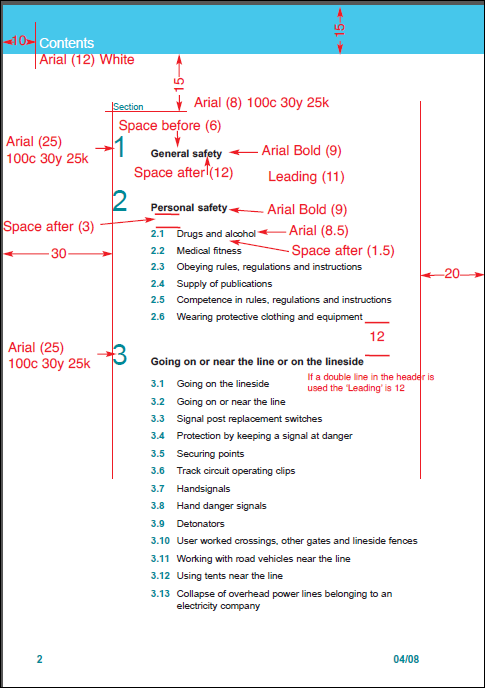 15
10
Contents
Arial (12) White
15
Section
Arial (8) 100c 30y 25k
Space before (6)
Arial (25)
100c 30y 25k
1
General safety
Arial Bold (9)
Space after (12)
Leading (11)
2
Personal safety
Arial Bold (9)
Space after (3)
2.1 Drugs and alcohol
Arial (8.5)
2.2 Medical fitness
Space after (1.5)
30
2.3 Obeying rules, regulations and instructions
20
2.4 Supply of publications
2.5 Competence in rules, regulations and instructions
2.6 Wearing protective clothing and equipment
12
Arial (25)
100c 30y 25k
3
Going on or near the line or on the lineside
If a double line in the header is
used the 'Leading' is 12
3.1 Going on the lineside
3.2 Going on or near the line
3.3 Signal post replacement switches
3.4 Protection by keeping a signal at danger
3.5 Securing points
3.6 Track circuit operating clips
3.7 Handsignals
3.8 Hand danger signals
3.9 Detonators
3.10 User worked crossings, other gates and lineside fences
3.11 Working with road vehicles near the line
3.12 Using tents near the line
3.13 Collapse of overhead power lines belonging to an
electricity company
2
04/08